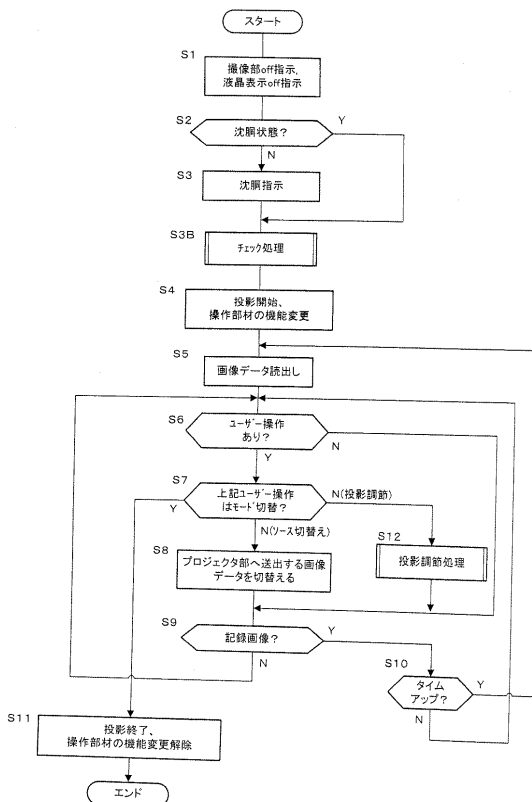 スタート
S1
撮像部off指示,
液晶表示off指示
S2
沈胴状態?
Y
N
S3
沈胴指示
S3B
チェック処理
S4
投影開始、
操作部材の機能変更
S5
画像データ読出し
S6
ユーザー操作
あり?
N
Y
S7
上記ユーザー操作
はモード切替?
Y
N(投影調節)
N(ソース切替え)
S8
プロジェクタ部へ送出する画像
データを切替える
S12
投影調節処理
S9
記録画像?
Y
N
S10
タイム
アップ?
Y
N
S11
投影終了、
操作部材の機能変更解除
エンド